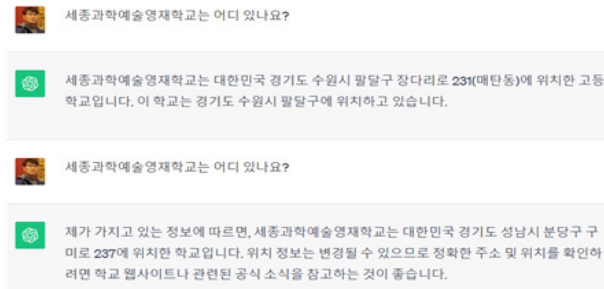 세종과학예술영재학교는 어디 있나요?
세종과학예술영재학교는 대한민국 경기도 수원시 팔달구 장다리로 231(매탄동)에 위치한 고등
학교입니다. 이 학교는 경기도 수원시 팔달구에 위치하고 있습니다.
세종과학예술영재학교는 어디 있나요?
제가 가지고 있는 정보에 따르면, 세종과학예술영재학교는 대한민국 경기도 성남시 분당구 구
미로 237에 위치한 학교입니다. 위치 정보는 변경될 수 있으므로 정확한 주소 및 위치를 확인하
려면 학교 웹사이트나 관련된 공식 소식을 참고하는 것이 좋습니다.